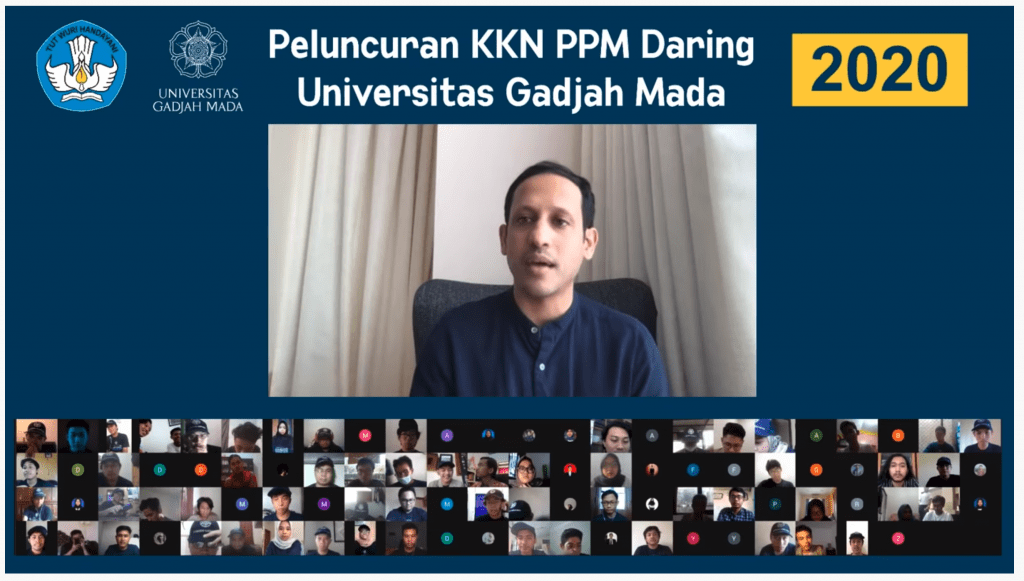 TUT WURI HANDAYANI
UNIVERSITAS
GADJAH MADA
Peluncuran KKN PPM Daring
Universitas Gadjah Mada
2020
M
A
A
A
B
D
D
D
F
F
G
M
M
M
P
R
D
Y
Y
Z